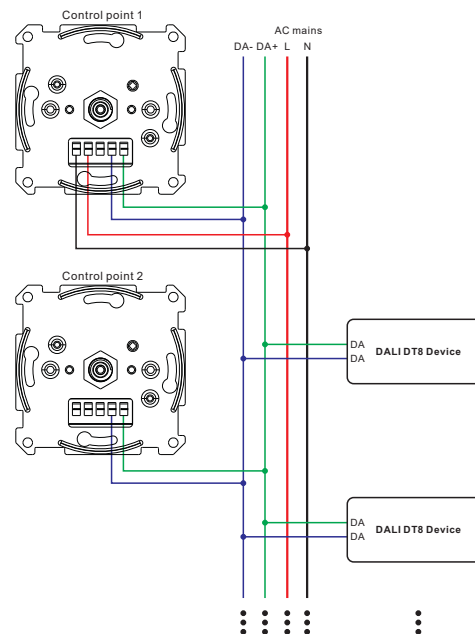 Control point 1
AC mains
DA- DA+ L N
Control point 2
DA
DA
DALI DT8 Device
DA
DA
DALI DT8 Device